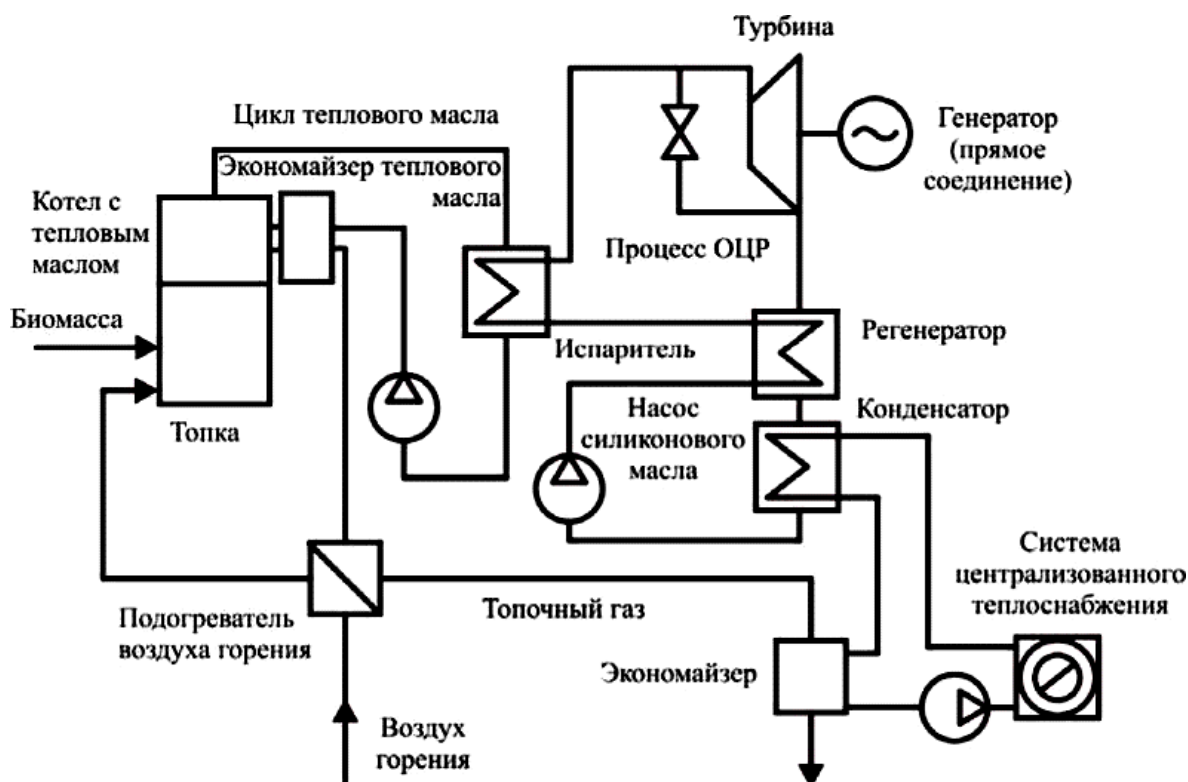 Турбина
Цикл теплового масла
Экономайзер теплового
масла
Генератор
(прямое
соединение)
Котел с
тепловым
маслом
Процесс ОЦР
Биомасса
Испаритель
Регенератор
Топка
Насос
силиконового
масла
Конденсатор
Система
централизованного
теплоснабжения
Подогреватель
воздуха горения
Топочный газ
Экономайзер
Воздух
горения